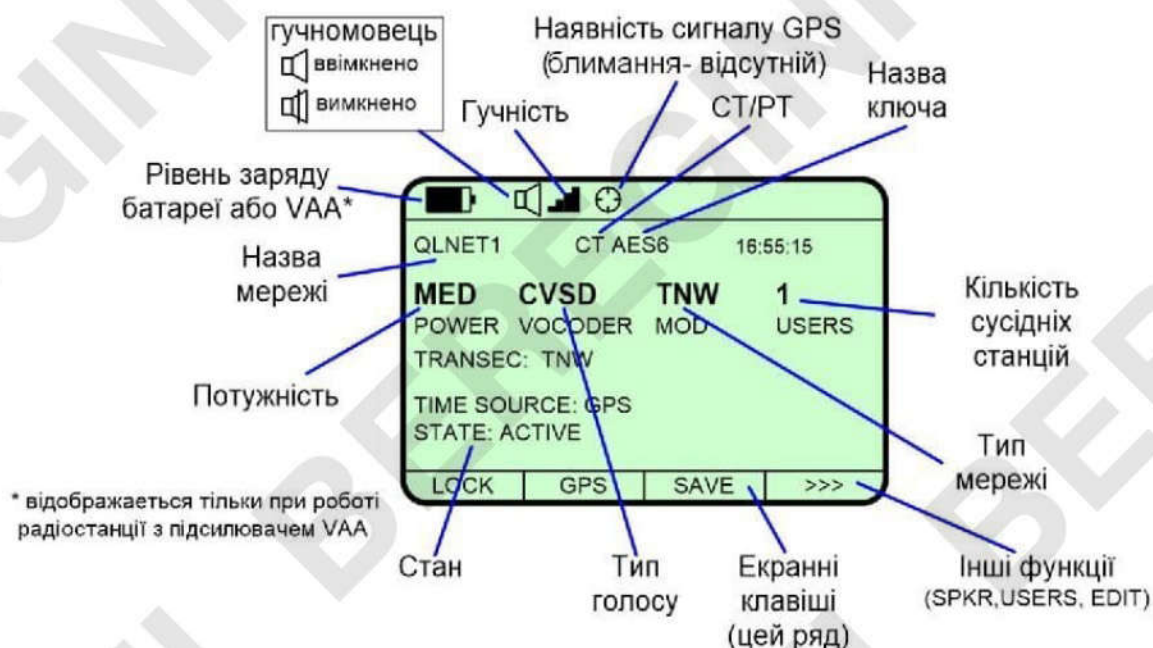 гучномовець
ввімкнено
вимкнено
Гучність
Наявність сигналу GPS
(блимання- відсутній)
СТ/РТ
Назва
ключа
Рівень заряду
батареї або VAA*
Назва
мережі
Потужність
QLNET1 CT AES6 16:55:15
MED CVSD TNW 1
POWER VOCODER MOD USERS
TRANSEC: TNW
TIME SOURCE: GPS
STATE: ACTIVE
LOCK GPS SAVE >>>
Кількість
сусідніх
станцій
Тип
мережі
* відображаеться тільки при роботі
радіостанції з підсилювачем VAA
Стан
Тип
голосу
Екранні
клавіші
(цей ряд)
Інші функції
(SPKR,USERS, EDIT)
BEREGINI